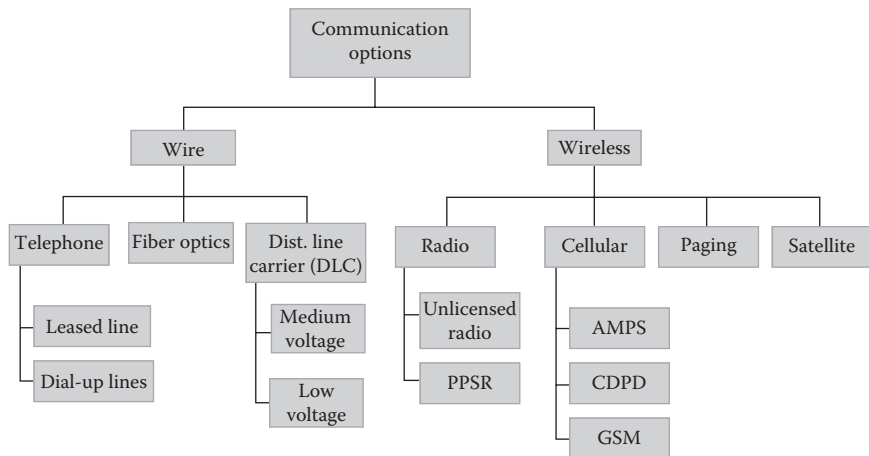 Communication
options
Wire
Wireless
Telephone
Fiber optics
Dist. line
carrier (DLC)
Radio
Cellular
Paging
Satellite
Leased line
Dial-up lines
Medium
voltage
Low
voltage
Unlicensed
radio
PPSR
AMPS
CDPD
GSM